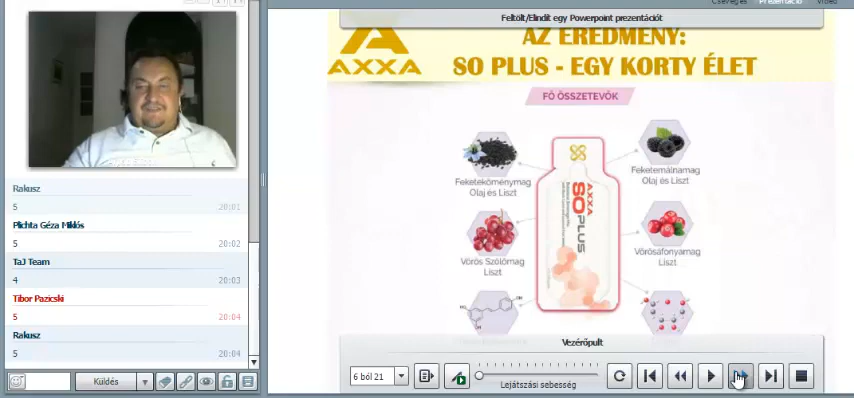 Csevegés Prezentáció Videó
Feltölt/Elindít egy Powerpoint prezentációt
AXXA
AZ EREDMÉNY:
SO PLUS - EGY KORTY ÉLET
FŐ ÖSSZETEVŐK
Feketeköménymag
Olaj és Liszt
Feketemálnamag
Olaj és Liszt
Vörös Szőlőmag
Liszt
Vörösáfonyamag
Liszt
AXXA
SO PLUS
OH
Rakusz
5 20:01
Plichta Géza Miklós
5 20:02
TaJ Team
4 20:03
Tibor Pazicski
5 20:04
Rakusz
5 20:04
Küldés
Vezérőpult
6 ból 21
Lejátszási sebesség